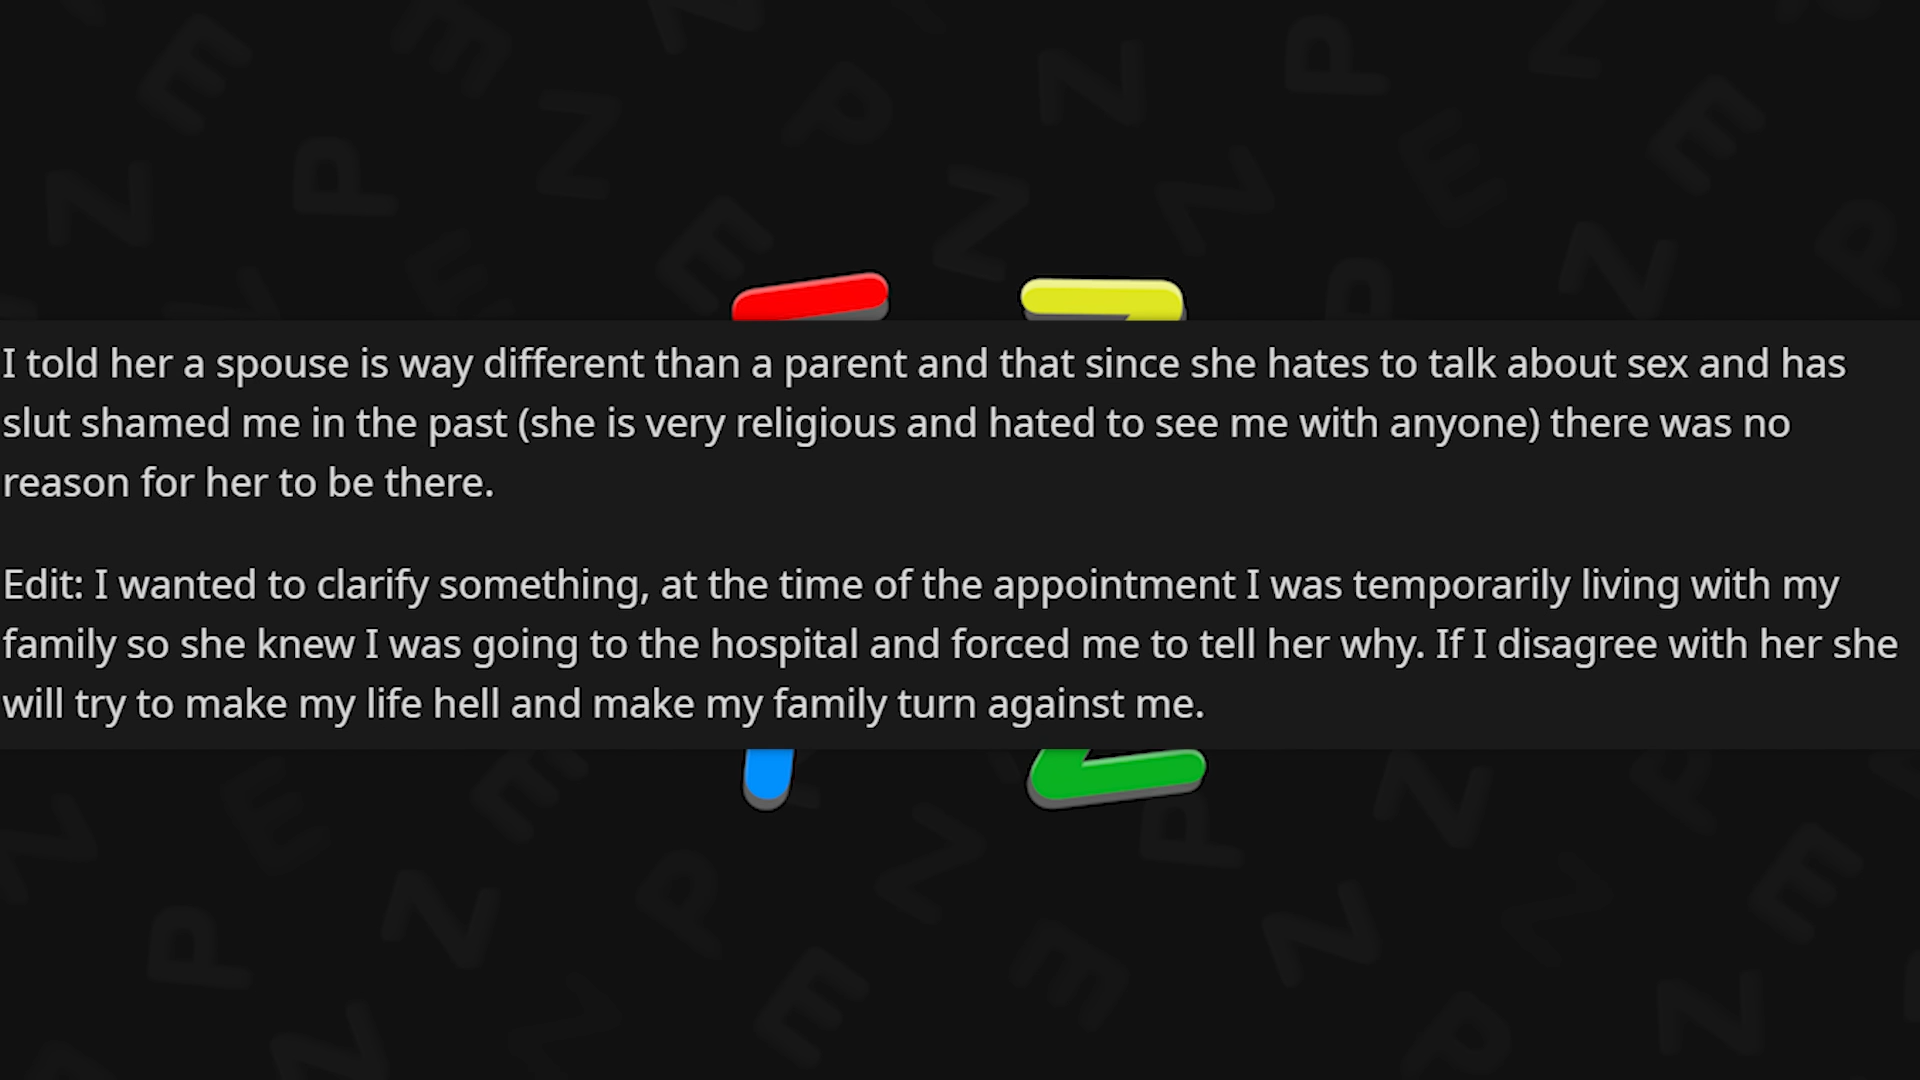 I told her a spouse is way different than a parent and that since she hates to talk about sex and has
slut shamed me in the past (she is very religious and hated to see me with anyone) there was no
reason for her to be there.
Edit: I wanted to clarify something, at the time of the appointment I was temporarily living with my
family so she knew I was going to the hospital and forced me to tell her why. If I disagree with her she
will try to make my life hell and make my family turn against me.